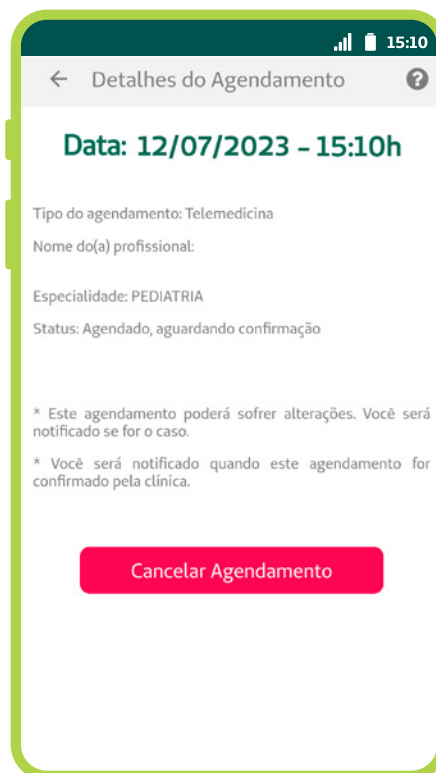 15:10
Detalhes do Agendamento
Data: 12/07/2023 - 15:10h
Tipo do agendamento: Telemedicina
Nome do(a) profissional:
Especialidade: PEDIATRIA
Status: Agendado, aguardando confirmação
* Este agendamento poderá sofrer alterações. Você será
notificado se for o caso.
* Você será notificado quando este agendamento for
confirmado pela clínica.
Cancelar Agendamento